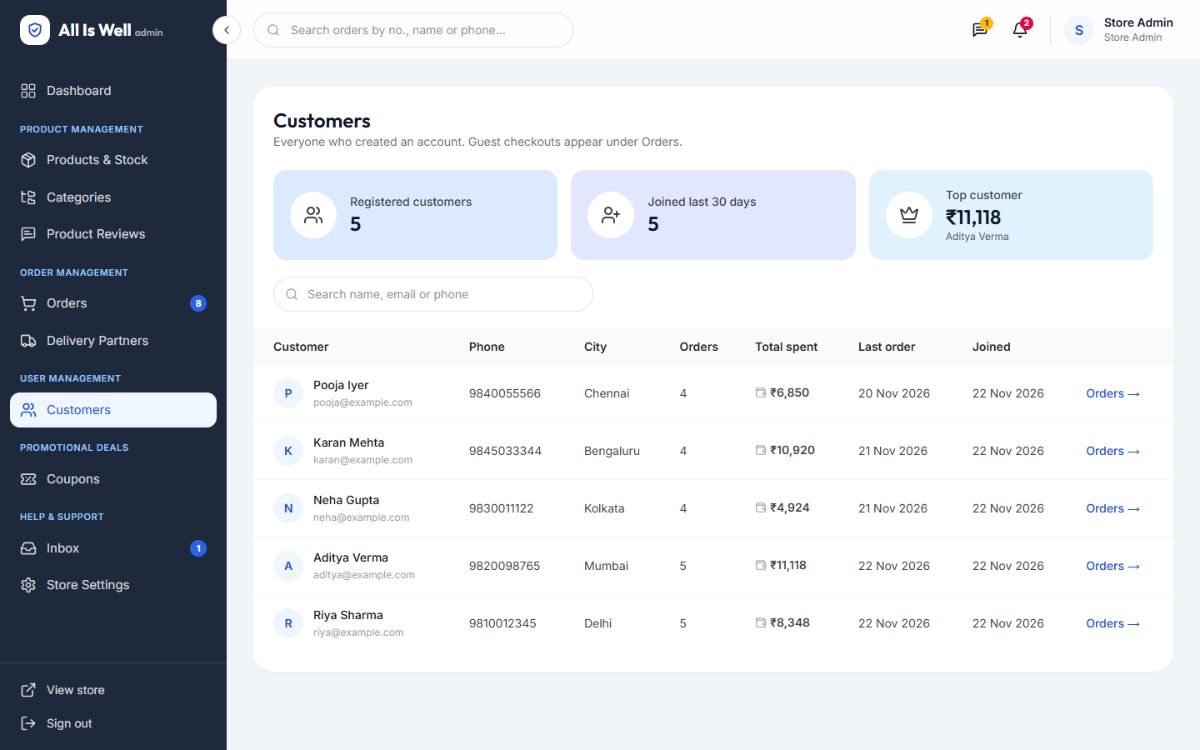 All Is Well admin
Search orders by no., name or phone...
1
2
S
Store Admin
Store Admin
Dashboard
PRODUCT MANAGEMENT
Products & Stock
Categories
Product Reviews
ORDER MANAGEMENT
Orders 8
Delivery Partners
USER MANAGEMENT
Customers
PROMOTIONAL DEALS
Coupons
HELP & SUPPORT
Inbox 1
Store Settings
View store
Sign out
Customers
Everyone who created an account. Guest checkouts appear under Orders.
Registered customers
5
Joined last 30 days
5
Top customer
₹11,118
Aditya Verma
Search name, email or phone
Customer Phone City Orders Total spent Last order Joined
P Pooja Iyer 9840055566 Chennai 4 ₹6,850 20 Nov 2026 22 Nov 2026 Orders →
pooja@example.com
K Karan Mehta 9845033344 Bengaluru 4 ₹10,920 21 Nov 2026 22 Nov 2026 Orders →
karan@example.com
N Neha Gupta 9830011122 Kolkata 4 ₹4,924 21 Nov 2026 22 Nov 2026 Orders →
neha@example.com
A Aditya Verma 9820098765 Mumbai 5 ₹11,118 22 Nov 2026 22 Nov 2026 Orders →
aditya@example.com
R Riya Sharma 9810012345 Delhi 5 ₹8,348 22 Nov 2026 22 Nov 2026 Orders →
riya@example.com